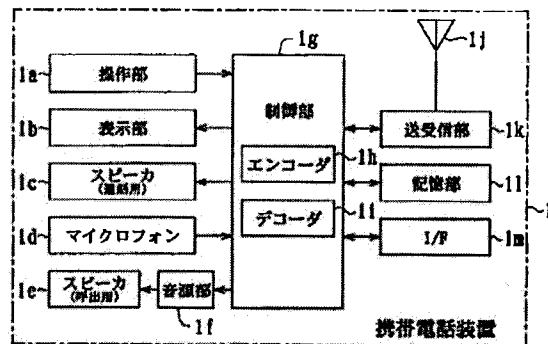 1g
1j
1a 操作部
制御部
1b 表示部
送受信部 1k
1h
エンコーダ
1c スピーカ
(通話用)
記憶部 1l
1i
デコーダ
1
1d マイクロフォン
I/F 1m
1e スピーカ
(呼出用)
音源部
1f
携帯電話装置